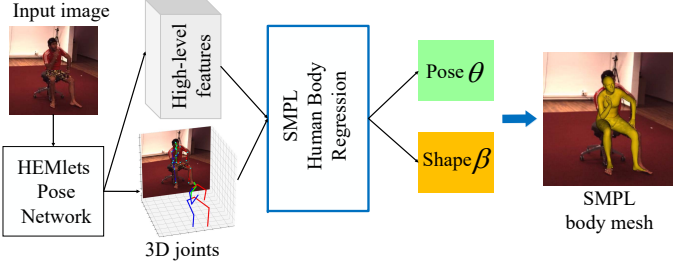 Input image
HEMlets
Pose
Network
High-level
features
3D joints
SMPL
Human Body
Regression
Pose θ
Shape β
SMPL
body mesh